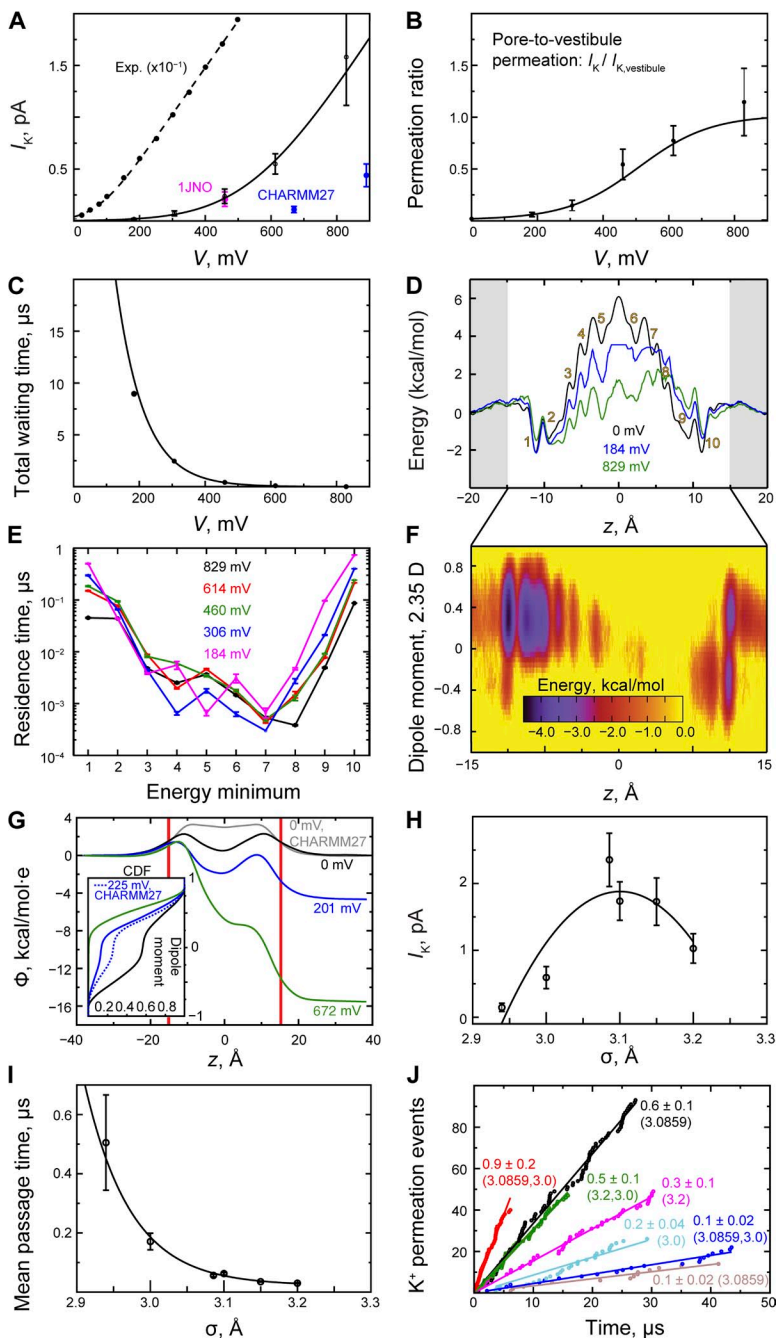 A
Exp. (x10⁻¹)
1JNO
CHARMM27
I_K, pA
1.5
1.0
0.5
0 200 400 600 800
V, mV
B
Pore-to-vestibule
permeation: I_K / I_K,vestibule
Permeation ratio
1.5
1.0
0.5
0 200 400 600 800
V, mV
C
Total waiting time, µs
15
10
5
0 200 400 600 800
V, mV
D
Energy (kcal/mol)
6
4
2
0
−2
1 2 3 4 5 6 7 8 9 10
0 mV
184 mV
829 mV
−20 −10 0 10 20
z, Å
E
Residence time, µs
1
10⁻¹
10⁻²
10⁻³
10⁻⁴
829 mV
614 mV
460 mV
306 mV
184 mV
1 2 3 4 5 6 7 8 9 10
Energy minimum
F
Dipole moment, 2.35 D
0.8
0.4
0
−0.4
−0.8
Energy, kcal/mol
−4.0 −3.0 −2.0 −1.0 0.0
−15 0 15
z, Å
G
Φ, kcal/mol·e
4
0
−4
−8
−12
−16
0 mV,
CHARMM27
0 mV
201 mV
672 mV
CDF
225 mV,
CHARMM27
Dipole
moment
1
0
−1
0.2 0.4 0.6 0.8
−40 −20 0 20 40
z, Å
H
I_K, pA
3
2
1
0
2.9 3.0 3.1 3.2 3.3
σ, Å
I
Mean passage time, µs
0.6
0.4
0.2
2.9 3.0 3.1 3.2 3.3
σ, Å
J
K⁺ permeation events
80
60
40
20
0
0.6 ± 0.1
(3.0859)
0.9 ± 0.2
(3.0859,3.0)
0.5 ± 0.1
(3.2,3.0)
0.3 ± 0.1
(3.2)
0.2 ± 0.04
(3.0)
0.1 ± 0.02
(3.0859,3.0)
0.1 ± 0.02 (3.0859)
0 10 20 30 40 50
Time, µs